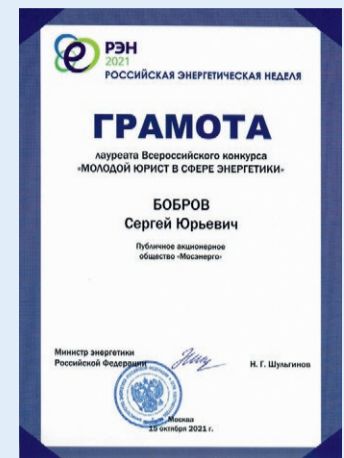 РЭН
2021
РОССИЙСКАЯ ЭНЕРГЕТИЧЕСКАЯ НЕДЕЛЯ
ГРАМОТА
лауреата Всероссийского конкурса
«МОЛОДОЙ ЮРИСТ В СФЕРЕ ЭНЕРГЕТИКИ»
БОБРОВ
Сергей Юрьевич
Публичное акционерное
общество «Мосэнерго»
Министр энергетики
Российской Федерации
Н. Г. Шульгинов
Москва
15 октября 2021 г.